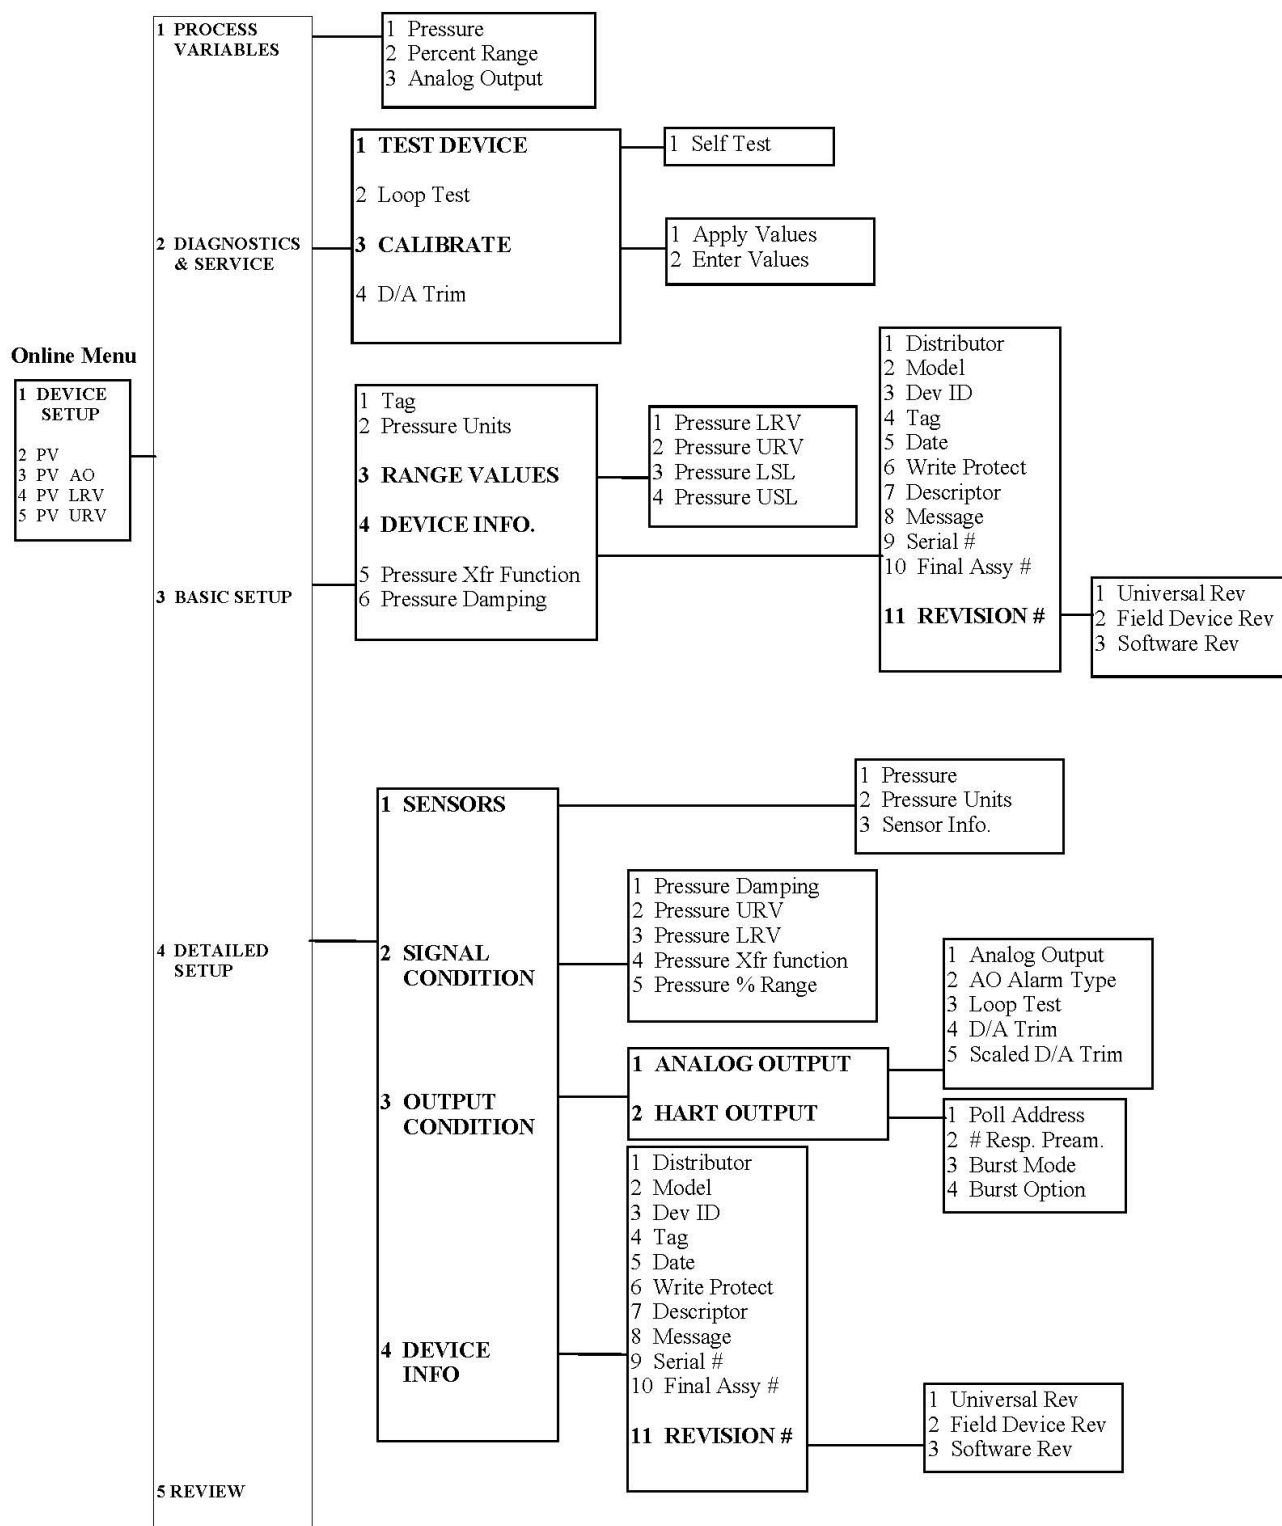 Online Menu
1 DEVICE
SETUP
2 PV
3 PV AO
4 PV LRV
5 PV URV
1 PROCESS
VARIABLES
2 DIAGNOSTICS
& SERVICE
3 BASIC SETUP
4 DETAILED
SETUP
5 REVIEW
1 Pressure
2 Percent Range
3 Analog Output
1 TEST DEVICE
2 Loop Test
3 CALIBRATE
4 D/A Trim
1 Self Test
1 Apply Values
2 Enter Values
1 Tag
2 Pressure Units
3 RANGE VALUES
4 DEVICE INFO.
5 Pressure Xfr Function
6 Pressure Damping
1 Pressure LRV
2 Pressure URV
3 Pressure LSL
4 Pressure USL
1 Distributor
2 Model
3 Dev ID
4 Tag
5 Date
6 Write Protect
7 Descriptor
8 Message
9 Serial #
10 Final Assy #
11 REVISION #
1 Universal Rev
2 Field Device Rev
3 Software Rev
1 SENSORS
2 SIGNAL
CONDITION
3 OUTPUT
CONDITION
4 DEVICE
INFO
1 Pressure
2 Pressure Units
3 Sensor Info.
1 Pressure Damping
2 Pressure URV
3 Pressure LRV
4 Pressure Xfr function
5 Pressure % Range
1 ANALOG OUTPUT
2 HART OUTPUT
1 Analog Output
2 AO Alarm Type
3 Loop Test
4 D/A Trim
5 Scaled D/A Trim
1 Poll Address
2 # Resp. Pream.
3 Burst Mode
4 Burst Option
1 Distributor
2 Model
3 Dev ID
4 Tag
5 Date
6 Write Protect
7 Descriptor
8 Message
9 Serial #
10 Final Assy #
11 REVISION #
1 Universal Rev
2 Field Device Rev
3 Software Rev